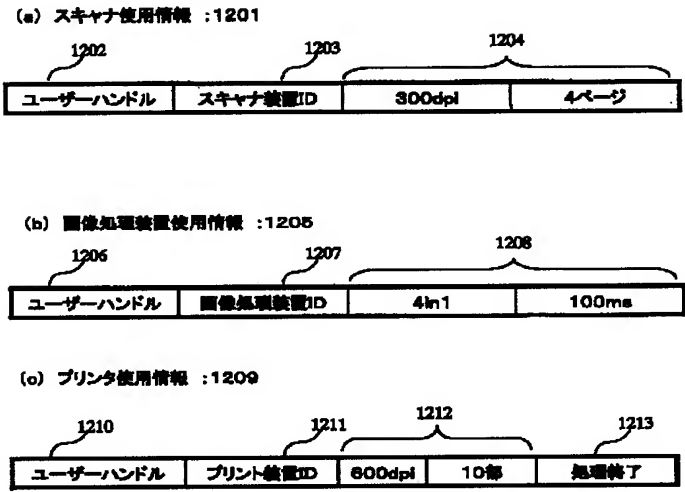 (a) スキャナ使用情報 :1201
1202 1203 1204
ユーザーハンドル スキャナ装置ID 300dpi 4ページ
(b) 画像処理装置使用情報 :1205
1206 1207 1208
ユーザーハンドル 画像処理装置ID 4in1 100ms
(c) プリンタ使用情報 :1209
1210 1211 1212 1213
ユーザーハンドル プリント装置ID 600dpi 10部 処理終了